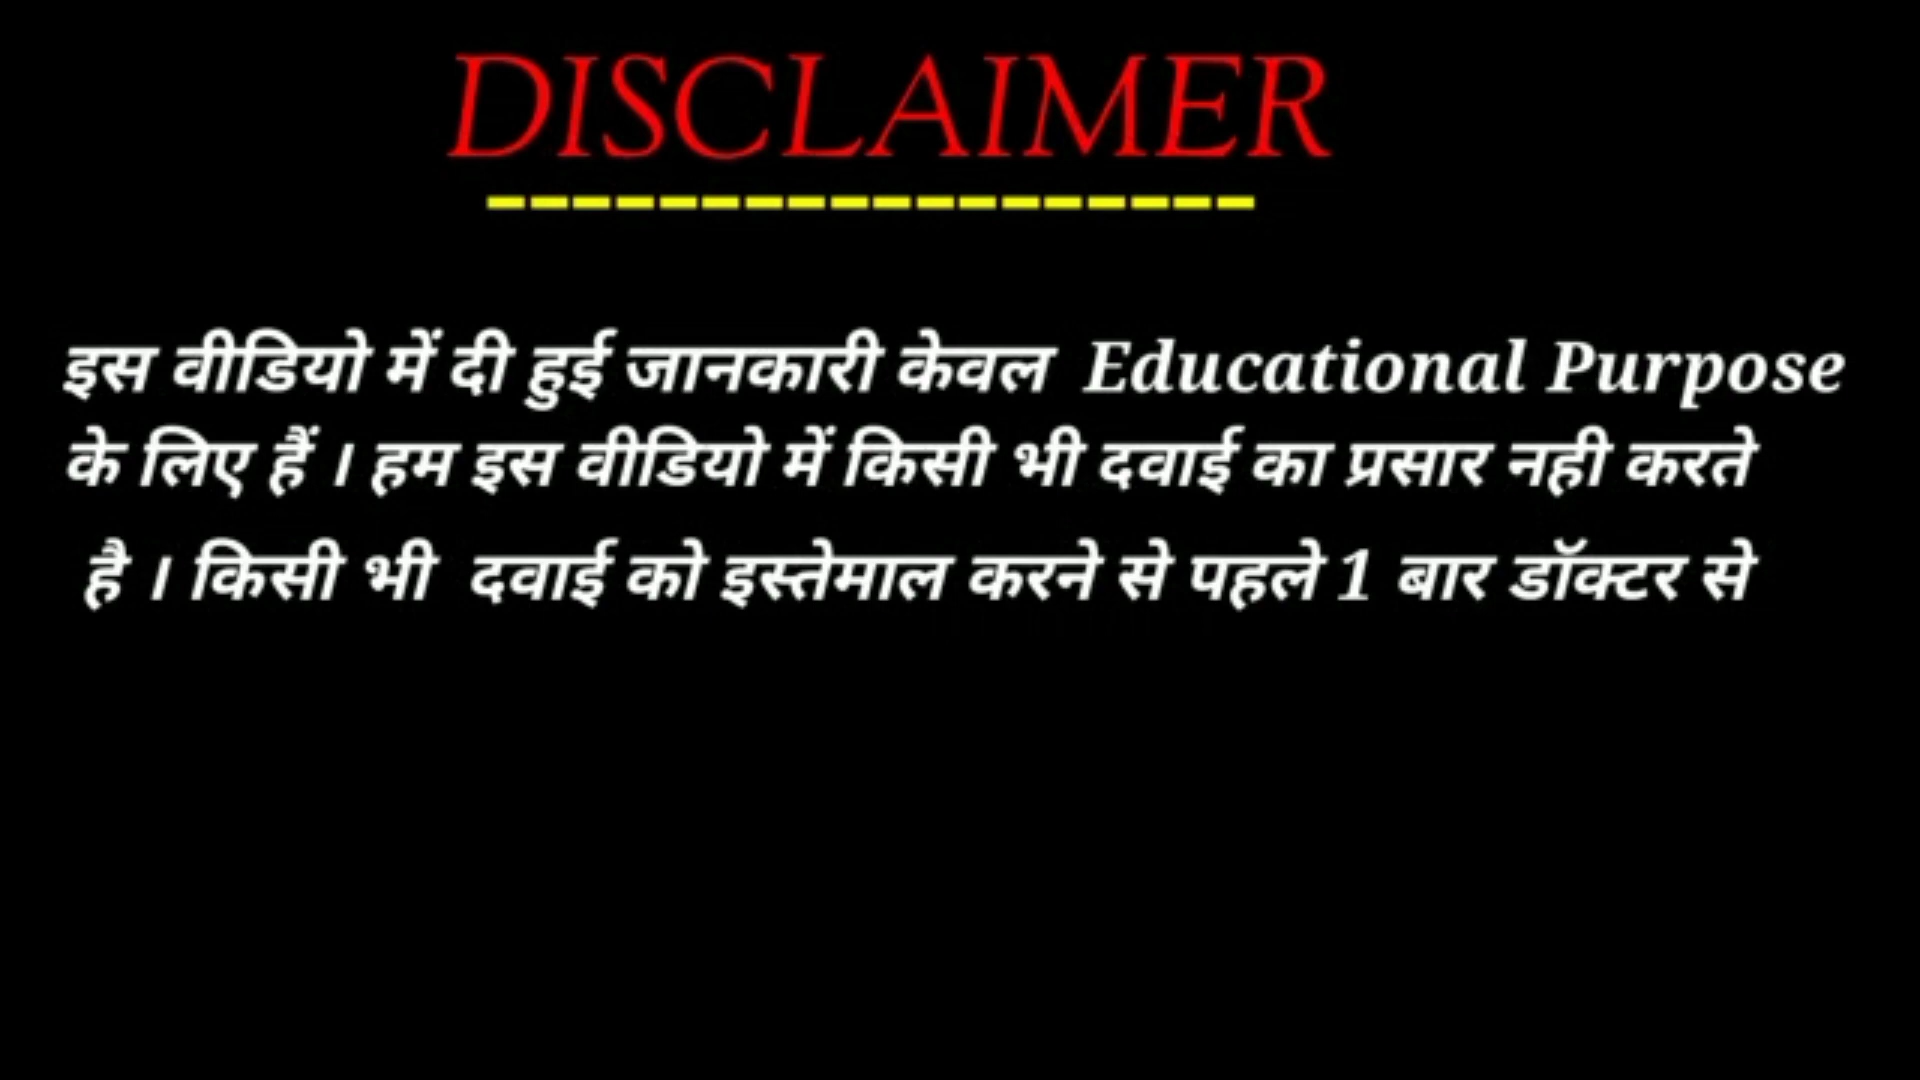 DISCLAIMER
------------------
इस वीडियो में दी हुई जानकारी केवल Educational Purpose
के लिए हैं । हम इस वीडियो में किसी भी दवाई का प्रसार नही करते
है । किसी भी दवाई को इस्तेमाल करने से पहले 1 बार डॉक्टर से